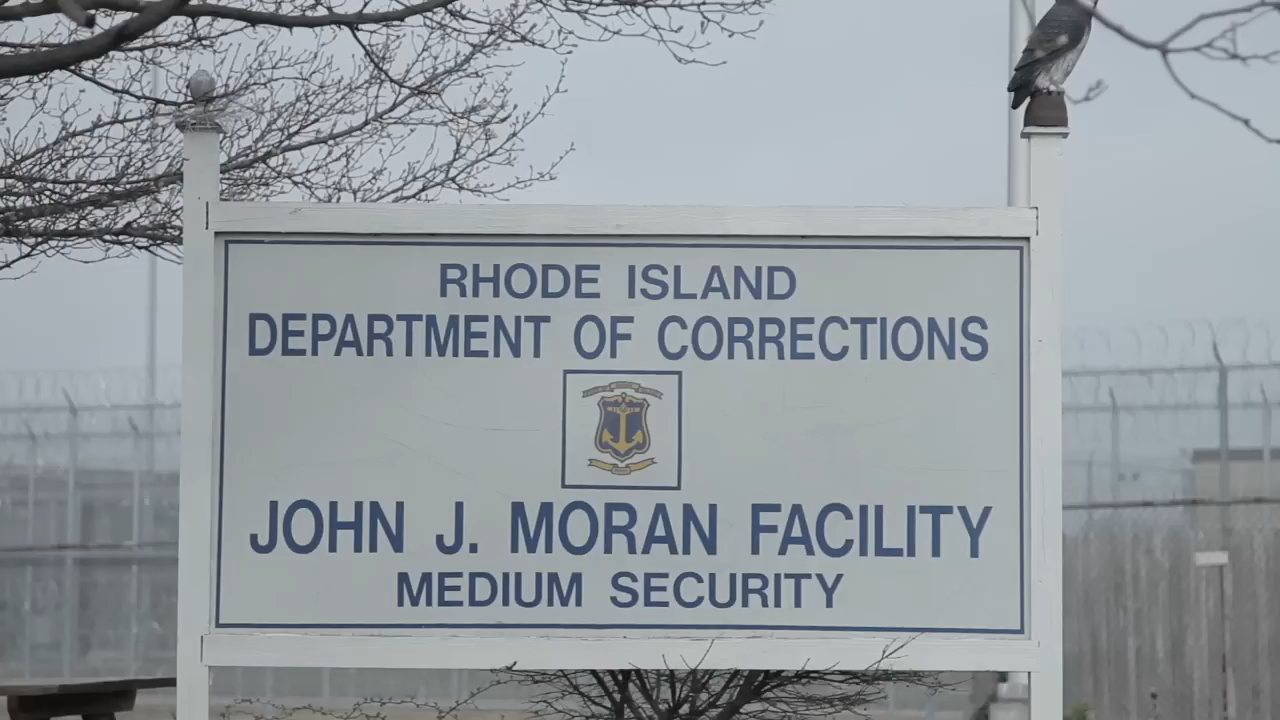 RHODE ISLAND
DEPARTMENT OF CORRECTIONS
JOHN J. MORAN FACILITY
MEDIUM SECURITY